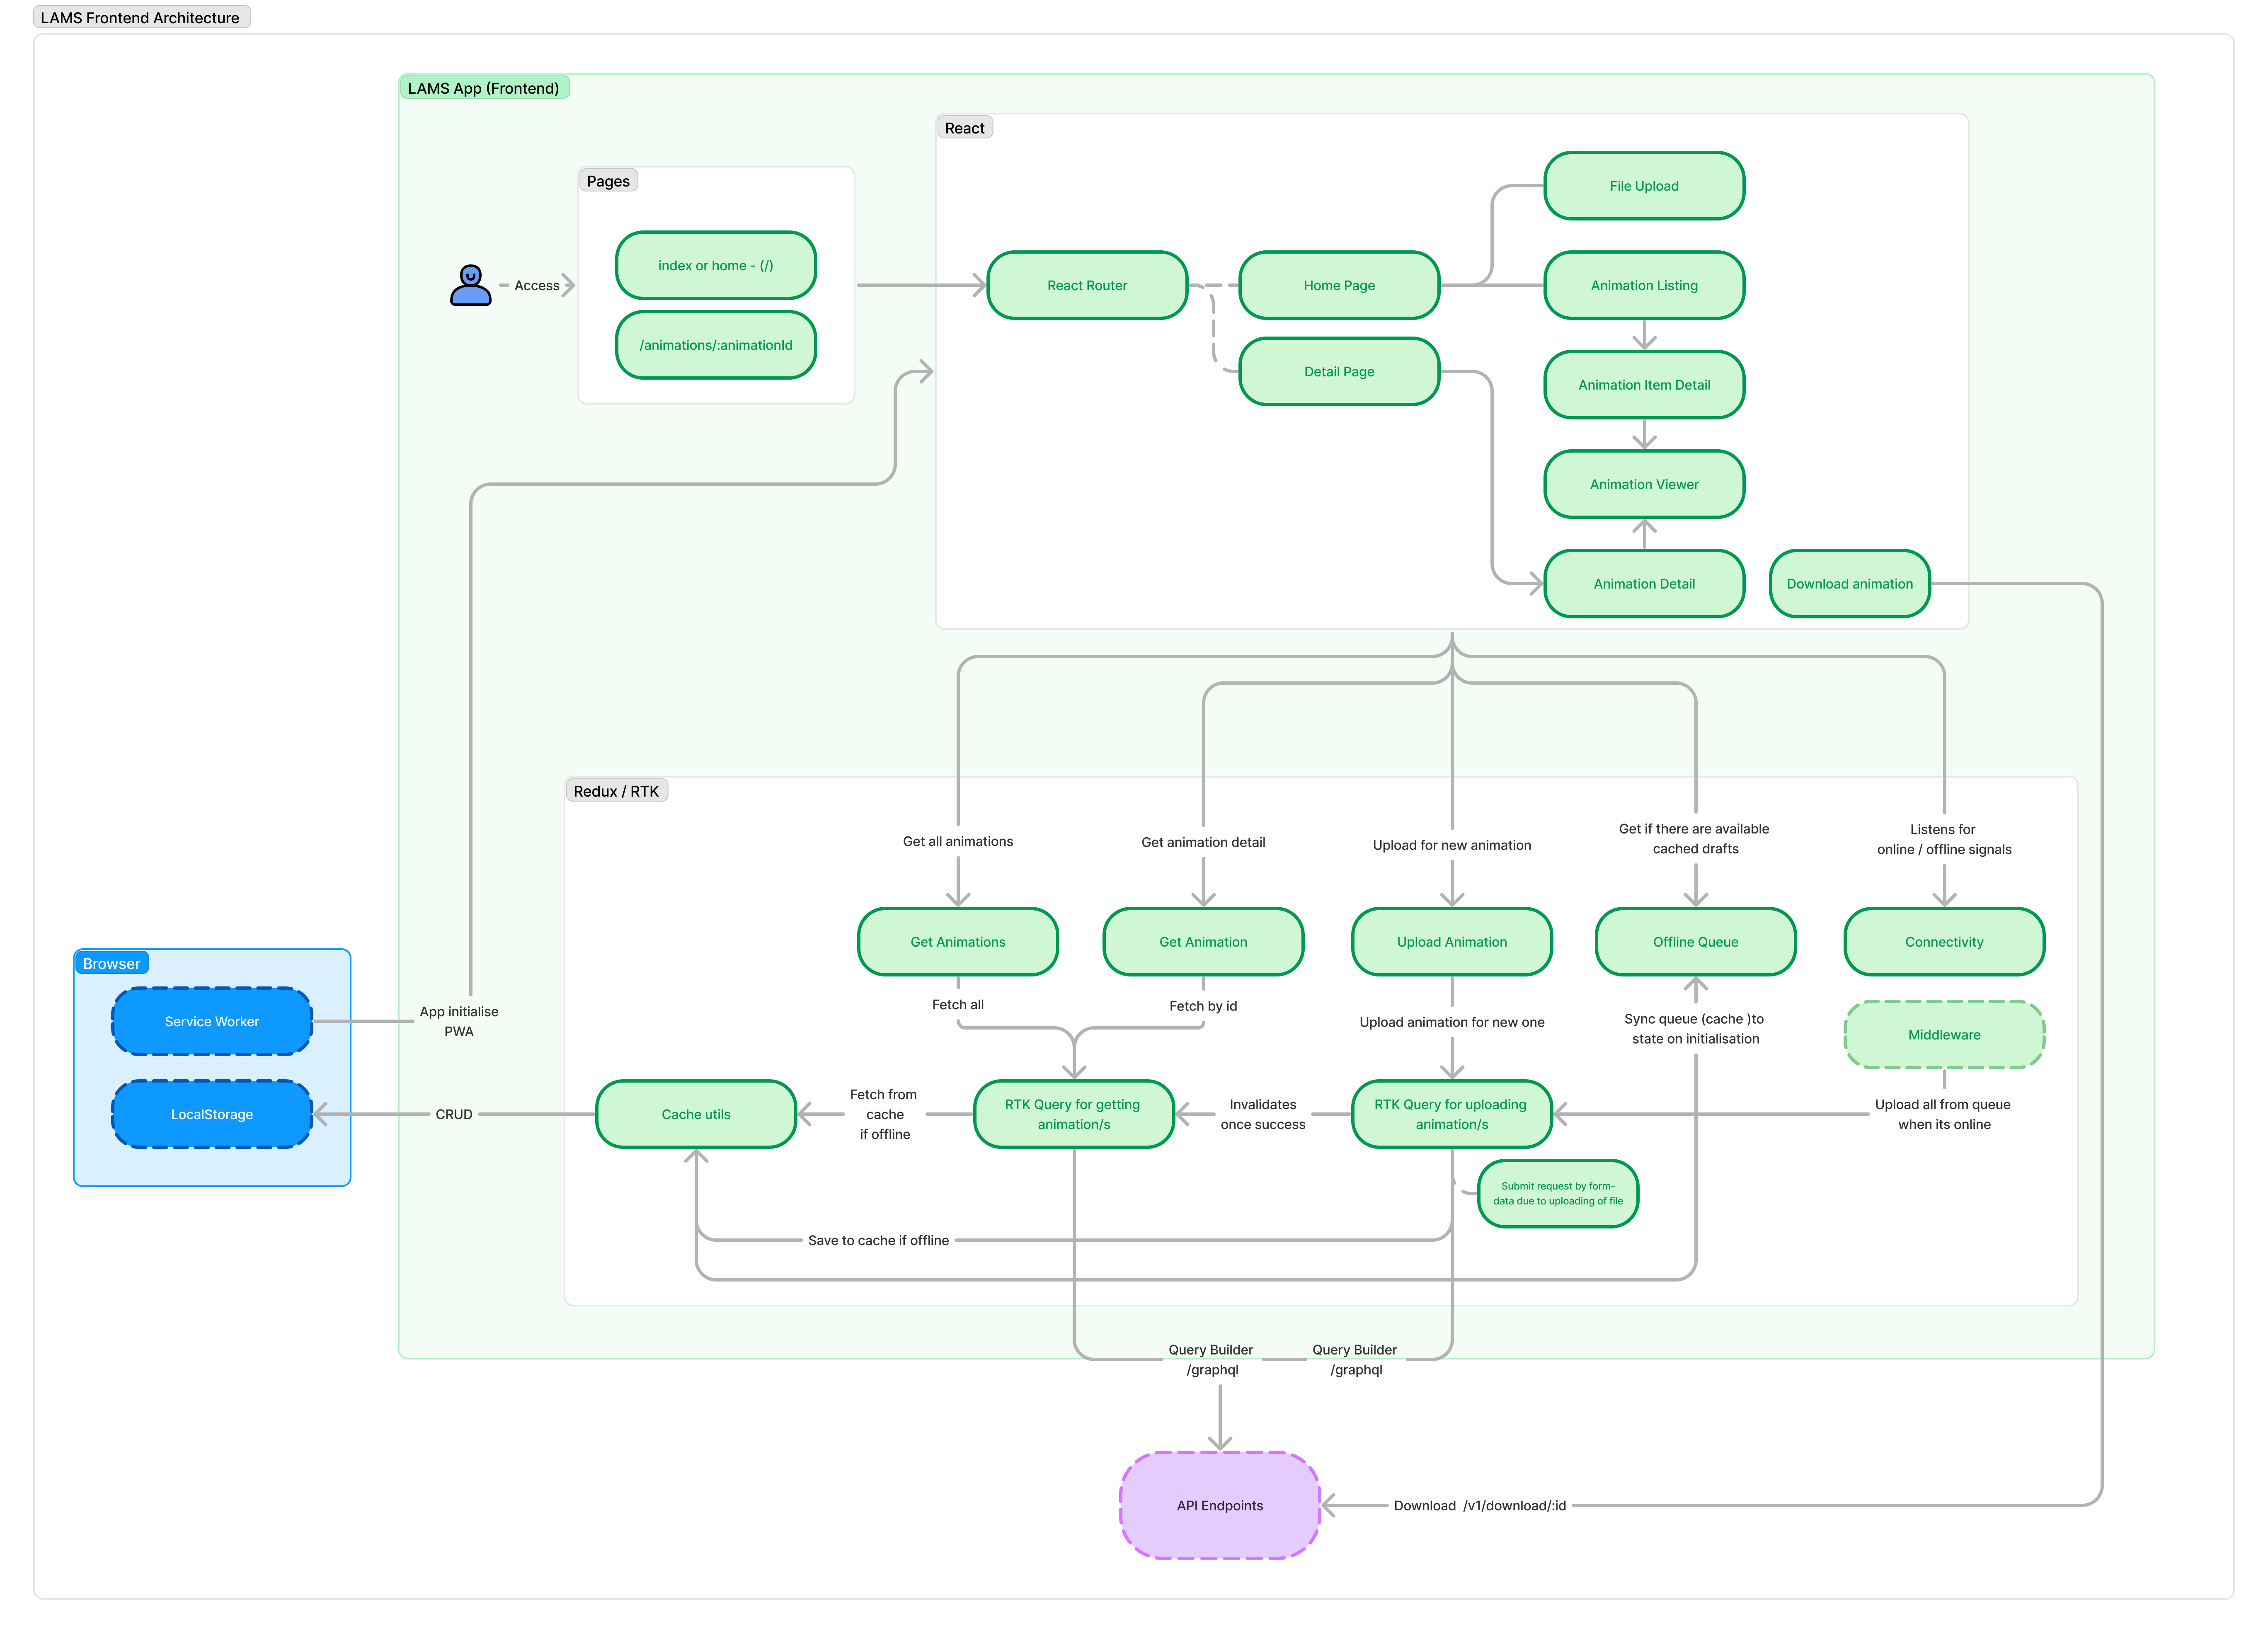 LAMS Frontend Architecture
LAMS App (Frontend)
React
Pages
index or home - (/)
/animations/:animationId
Access
React Router
Home Page
Detail Page
File Upload
Animation Listing
Animation Item Detail
Animation Viewer
Animation Detail
Download animation
Redux / RTK
Get all animations
Get animation detail
Upload for new animation
Get if there are available
cached drafts
Listens for
online / offline signals
Get Animations
Get Animation
Upload Animation
Offline Queue
Connectivity
Browser
Service Worker
App initialise
PWA
Fetch all
Fetch by id
Upload animation for new one
Sync queue (cache )to
state on initialisation
Middleware
LocalStorage
CRUD
Cache utils
Fetch from
cache
if offline
RTK Query for getting
animation/s
Invalidates
once success
RTK Query for uploading
animation/s
Upload all from queue
when its online
Submit request by form-
data due to uploading of file
Save to cache if offline
Query Builder
/graphql
Query Builder
/graphql
API Endpoints
Download  /v1/download/:id